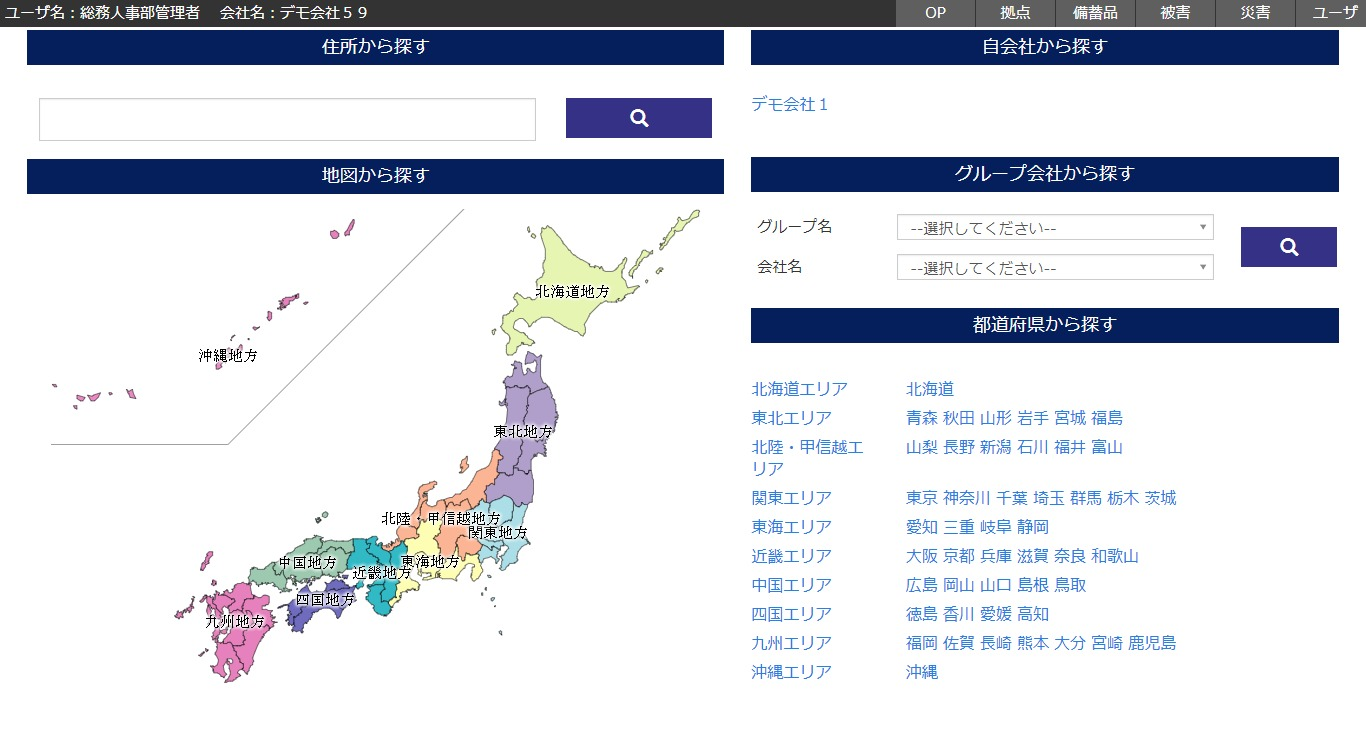 ユーザ名：総務人事部管理者　会社名：デモ会社５９
OP 拠点 備蓄品 被害 災害 ユーザ
住所から探す
地図から探す
北海道地方
沖縄地方
東北地方
北陸・甲信越地方
関東地方
中国地方
東海地方
近畿地方
四国地方
九州地方
自会社から探す
デモ会社１
グループ会社から探す
グループ名 --選択してください--
会社名 --選択してください--
都道府県から探す
北海道エリア 北海道
東北エリア 青森 秋田 山形 岩手 宮城 福島
北陸・甲信越エ 山梨 長野 新潟 石川 福井 富山
リア
関東エリア 東京 神奈川 千葉 埼玉 群馬 栃木 茨城
東海エリア 愛知 三重 岐阜 静岡
近畿エリア 大阪 京都 兵庫 滋賀 奈良 和歌山
中国エリア 広島 岡山 山口 島根 鳥取
四国エリア 徳島 香川 愛媛 高知
九州エリア 福岡 佐賀 長崎 熊本 大分 宮崎 鹿児島
沖縄エリア 沖縄